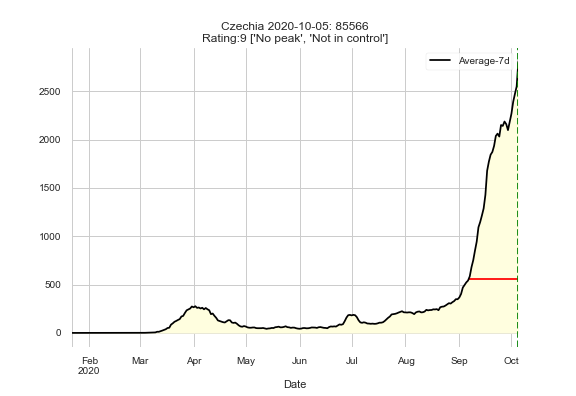 Czechia 2020-10-05: 85566
Rating:9 ['No peak', 'Not in control']
Average-7d
2500
2000
1500
1000
500
0
Feb
2020
Mar
Apr
May
Jun
Jul
Aug
Sep
Oct
Date